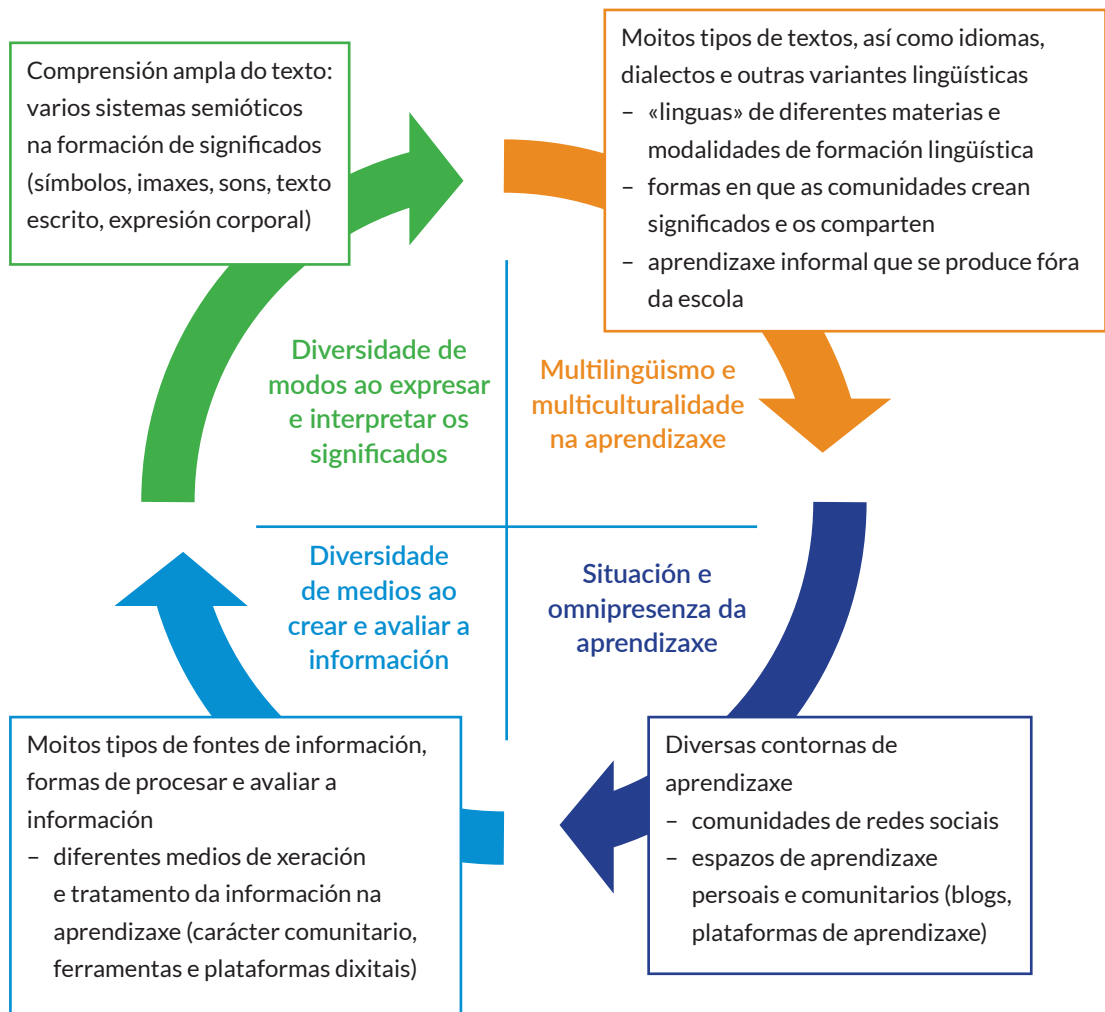 Comprensión ampla do texto:
varios sistemas semióticos
na formación de significados
(símbolos, imaxes, sons, texto
escrito, expresión corporal)
Moitos tipos de textos, así como idiomas,
dialectos e outras variantes lingüísticas
– «linguas» de diferentes materias e
modalidades de formación lingüística
– formas en que as comunidades crean
significados e os comparten
– aprendizaxe informal que se produce fóra
da escola
Diversidade de
modos ao expresar
e interpretar os
significados
Multilingüismo e
multiculturalidade
na aprendizaxe
Diversidade
de medios ao
crear e avaliar a
información
Situación e
omnipresenza da
aprendizaxe
Moitos tipos de fontes de información,
formas de procesar e avaliar a
información
– diferentes medios de xeración
e tratamento da información na
aprendizaxe (carácter comunitario,
ferramentas e plataformas dixitais)
Diversas contornas de
aprendizaxe
– comunidades de redes sociais
– espazos de aprendizaxe
persoais e comunitarios (blogs,
plataformas de aprendizaxe)